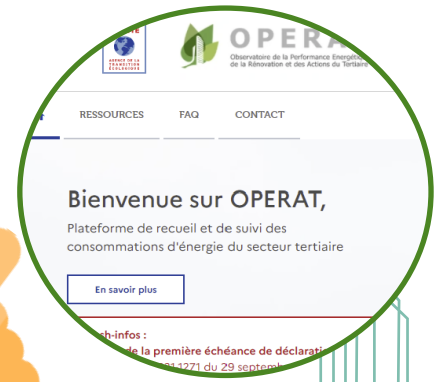 AGENCE DE LA
TRANSITION
ÉCOLOGIQUE
OPERA
Observatoire de la Performance Energétique
de la Rénovation et des Actions du Tertiaire
RESSOURCES FAQ CONTACT
Bienvenue sur OPERAT,
Plateforme de recueil et de suivi des
consommations d'énergie du secteur tertiaire
En savoir plus
sh-infos :
de la première échéance de déclarati
1271 du 29 septemb